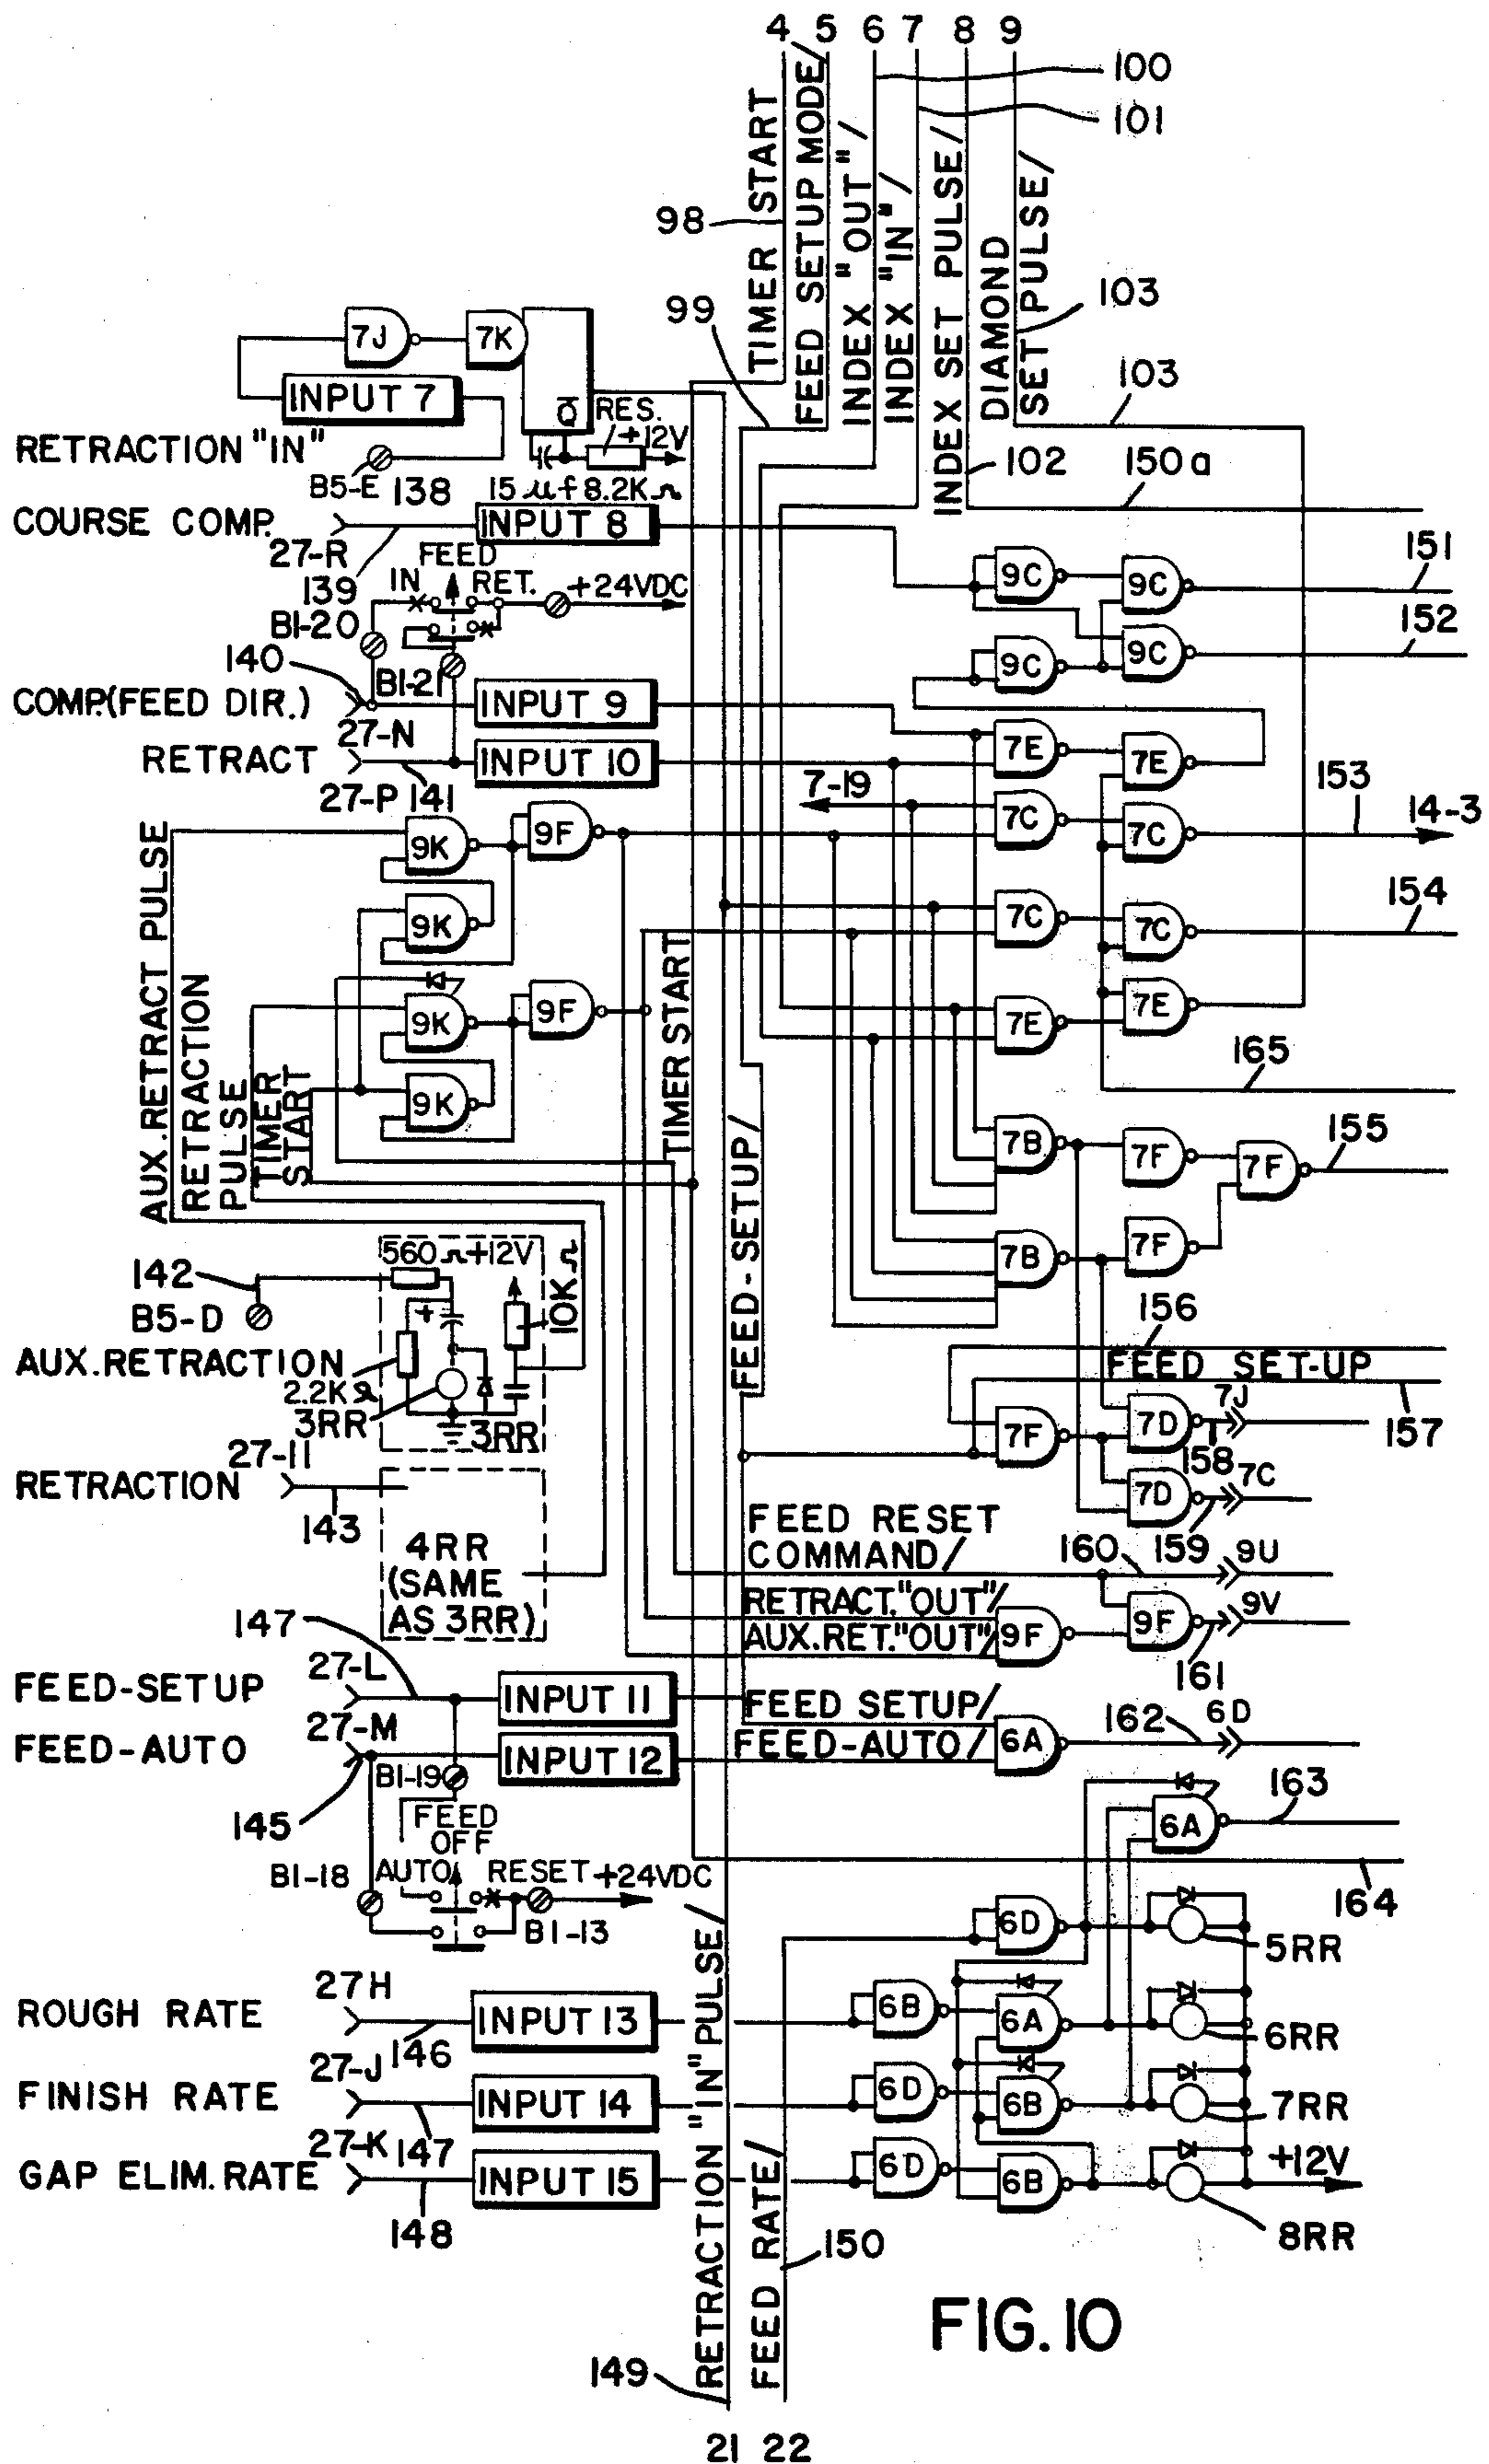 4 5 6 7 8 9
100
101
TIMER START
FEED SETUP MODE/
INDEX "OUT"/
INDEX "IN"/
INDEX SET PULSE/
DIAMOND
SET PULSE/
98
99
103
103
102
150a
7J
7K
INPUT 7
Q̅
RES.
+12V
RETRACTION "IN"
B5-E
138
15 µf
8.2K Ω
COURSE COMP.
27-R
139
INPUT 8
FEED
IN
RET.
+24VDC
B1-20
140
B1-21
COMP.(FEED DIR.)
27-N
INPUT 9
RETRACT
27-P
141
INPUT 10
9C
9C
151
9C
9C
152
7E
7E
7-19
7C
7C
153
14-3
7C
7C
154
7E
7E
165
AUX.RETRACT PULSE
RETRACTION
PULSE
TIMER
START
9K
9F
9K
9K
9F
9K
TIMER START
FEED-SETUP/
7B
7F
7F
155
7B
7F
142
B5-D
560 Ω
+12V
10K Ω
+
AUX.RETRACTION
2.2K Ω
3RR
3RR
156
FEED SET-UP
157
7F
7D
7J
158
7D
7C
159
27-11
RETRACTION
143
4RR
(SAME
AS 3RR)
FEED RESET
COMMAND/
160
9U
RETRACT."OUT"/
AUX.RET."OUT"/
9F
9F
9V
161
147
27-L
FEED-SETUP
INPUT 11
FEED SETUP/
27-M
FEED-AUTO
INPUT 12
FEED-AUTO/
6A
162
6D
145
B1-19
FEED
OFF
AUTO
RESET
+24VDC
B1-18
B1-13
6A
163
164
6D
5RR
27H
ROUGH RATE
146
INPUT 13
6B
6A
6RR
27-J
FINISH RATE
147
INPUT 14
6D
6B
7RR
27-K
GAP ELIM.RATE
148
INPUT 15
6D
6B
+12V
8RR
RETRACTION "IN" PULSE/
FEED RATE/
149
150
FIG.10
21 22